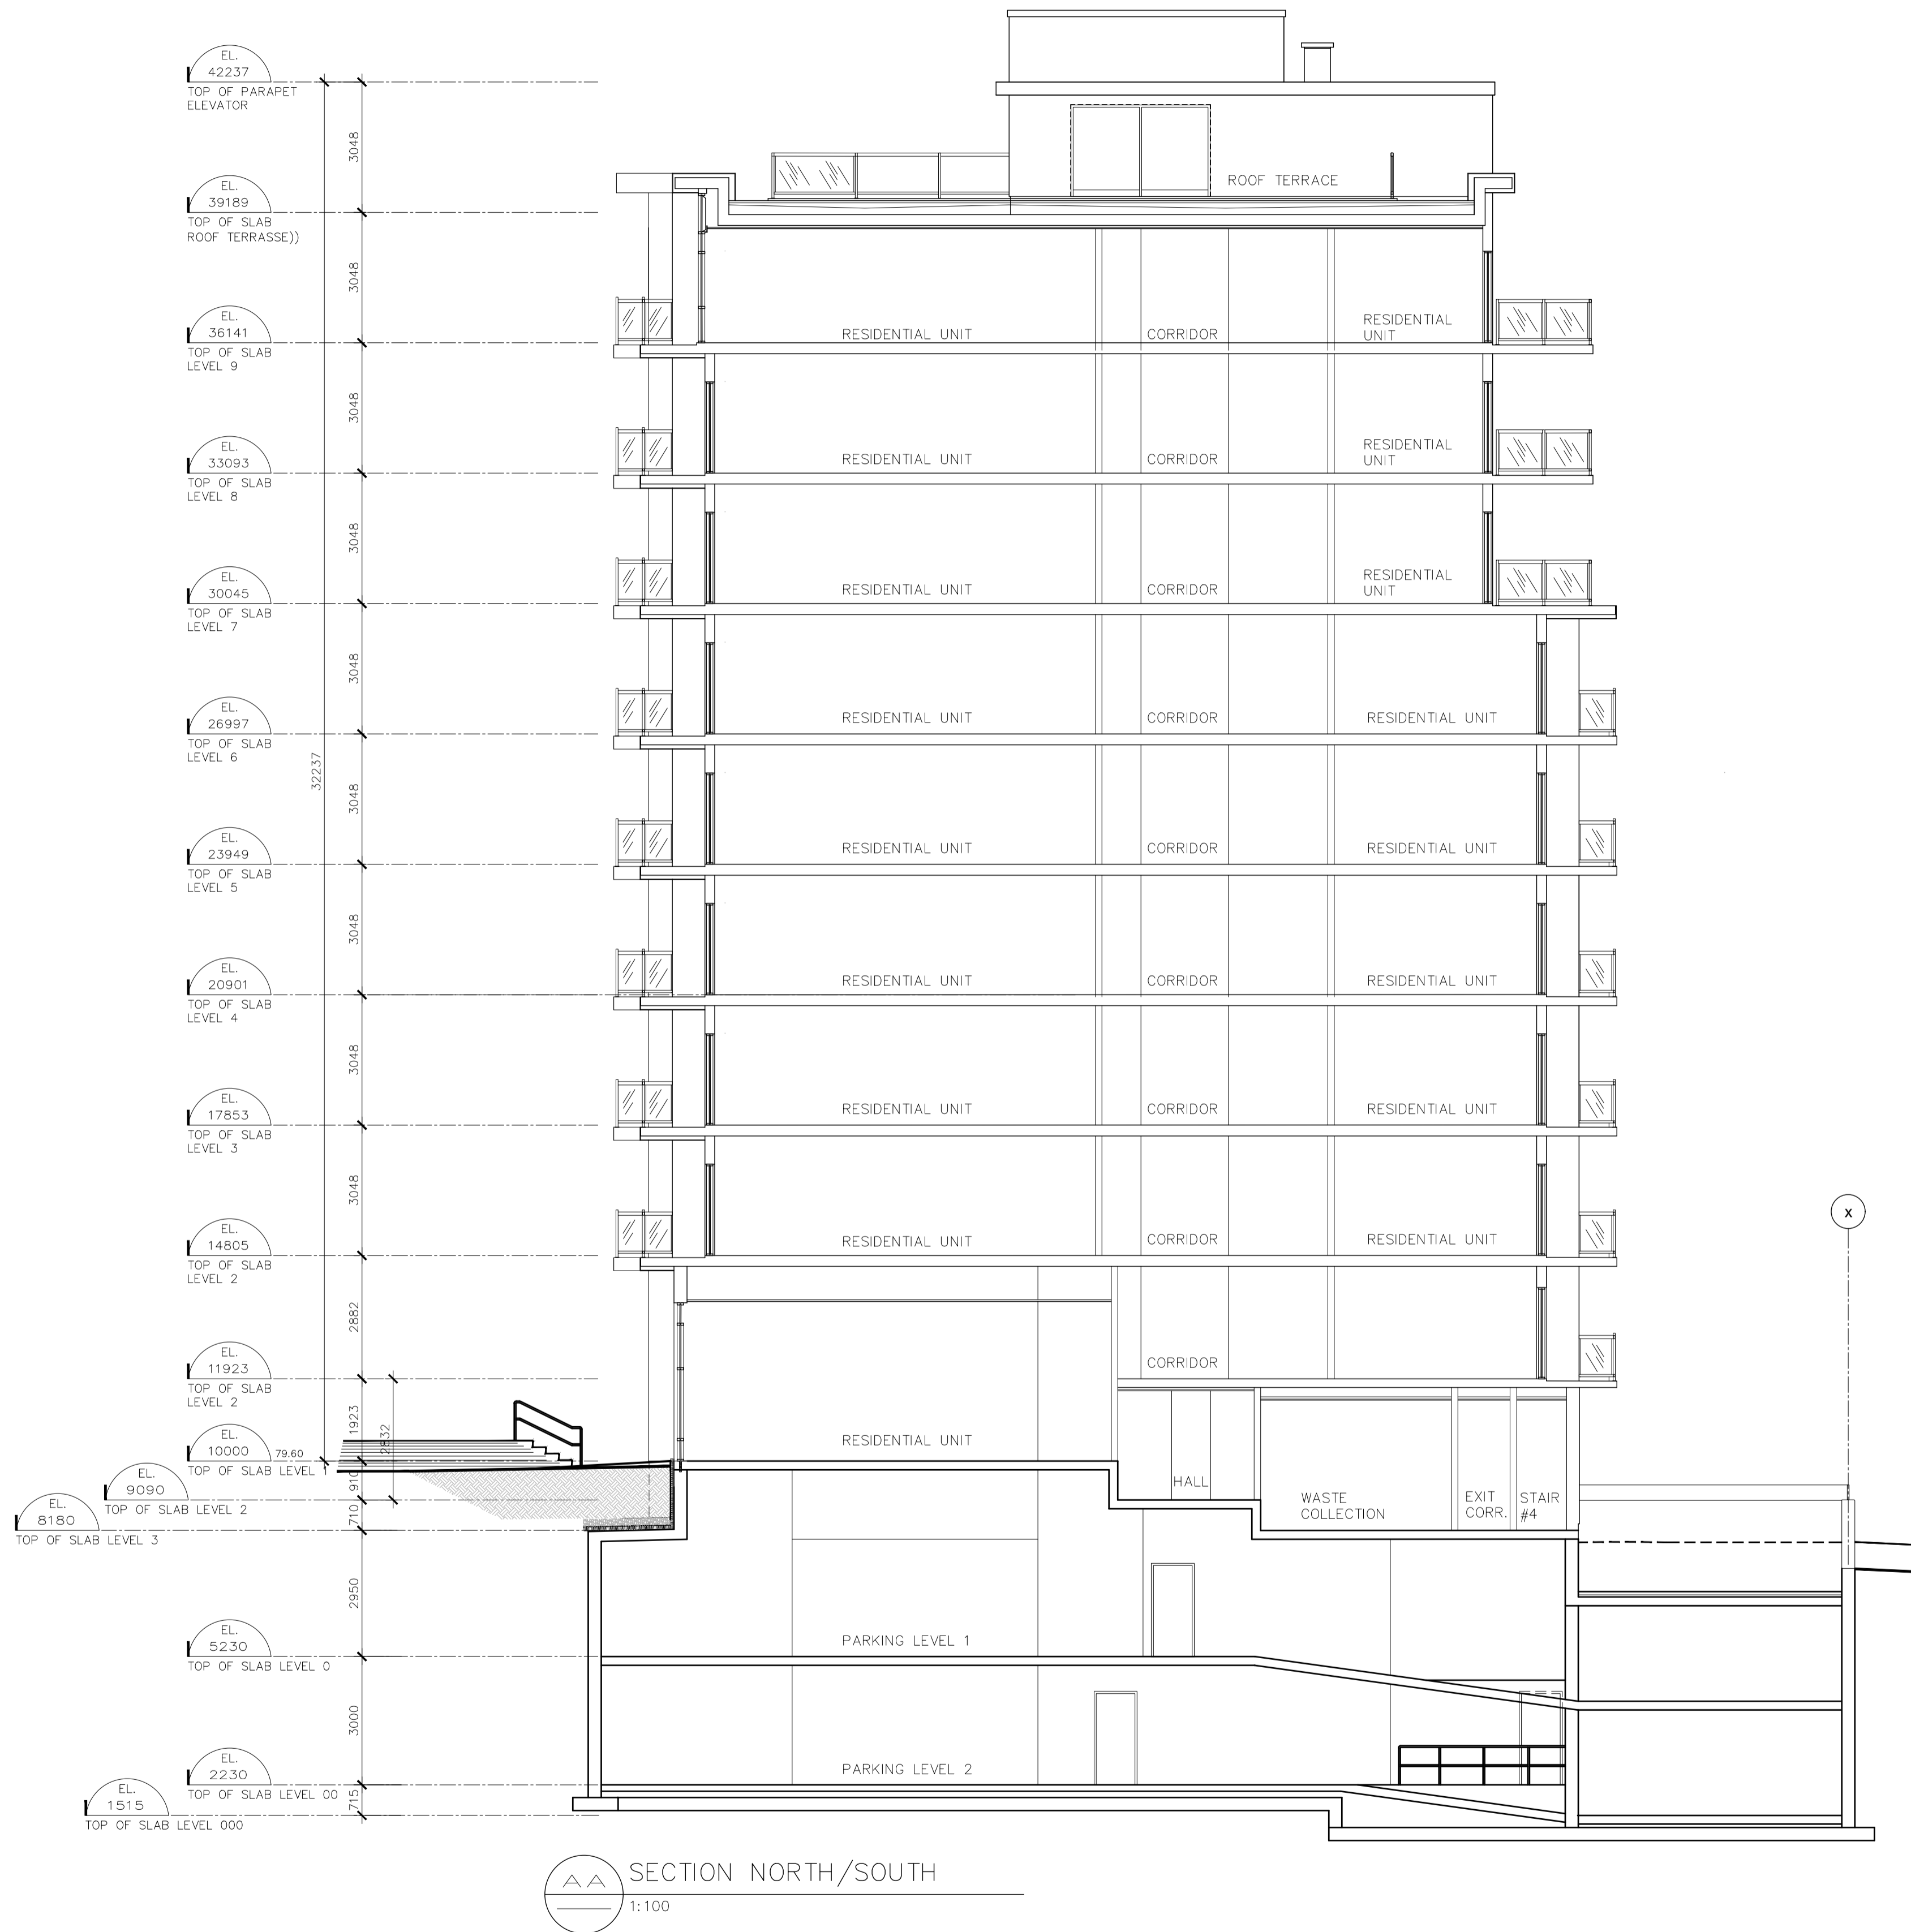 EL.
42237
TOP OF PARAPET
ELEVATOR
3048
EL.
39189
TOP OF SLAB
ROOF TERRASSE))
ROOF TERRACE
3048
EL.
36141
TOP OF SLAB
LEVEL 9
RESIDENTIAL UNIT
CORRIDOR
RESIDENTIAL
UNIT
3048
EL.
33093
TOP OF SLAB
LEVEL 8
RESIDENTIAL UNIT
CORRIDOR
RESIDENTIAL
UNIT
3048
EL.
30045
TOP OF SLAB
LEVEL 7
RESIDENTIAL UNIT
CORRIDOR
RESIDENTIAL
UNIT
3048
EL.
26997
TOP OF SLAB
LEVEL 6
RESIDENTIAL UNIT
CORRIDOR
RESIDENTIAL UNIT
32237
3048
EL.
23949
TOP OF SLAB
LEVEL 5
RESIDENTIAL UNIT
CORRIDOR
RESIDENTIAL UNIT
3048
EL.
20901
TOP OF SLAB
LEVEL 4
RESIDENTIAL UNIT
CORRIDOR
RESIDENTIAL UNIT
3048
EL.
17853
TOP OF SLAB
LEVEL 3
RESIDENTIAL UNIT
CORRIDOR
RESIDENTIAL UNIT
3048
EL.
14805
TOP OF SLAB
LEVEL 2
RESIDENTIAL UNIT
CORRIDOR
RESIDENTIAL UNIT
X
2882
EL.
11923
TOP OF SLAB
LEVEL 2
CORRIDOR
1923
2832
EL.
10000
79.60
TOP OF SLAB LEVEL 1
RESIDENTIAL UNIT
910
EL.
9090
TOP OF SLAB LEVEL 2
HALL
WASTE
COLLECTION
EXIT
CORR.
STAIR
#4
710
EL.
8180
TOP OF SLAB LEVEL 3
2950
EL.
5230
TOP OF SLAB LEVEL 0
PARKING LEVEL 1
3000
EL.
2230
TOP OF SLAB LEVEL 00
PARKING LEVEL 2
715
EL.
1515
TOP OF SLAB LEVEL 000
AA
SECTION NORTH/SOUTH
1:100